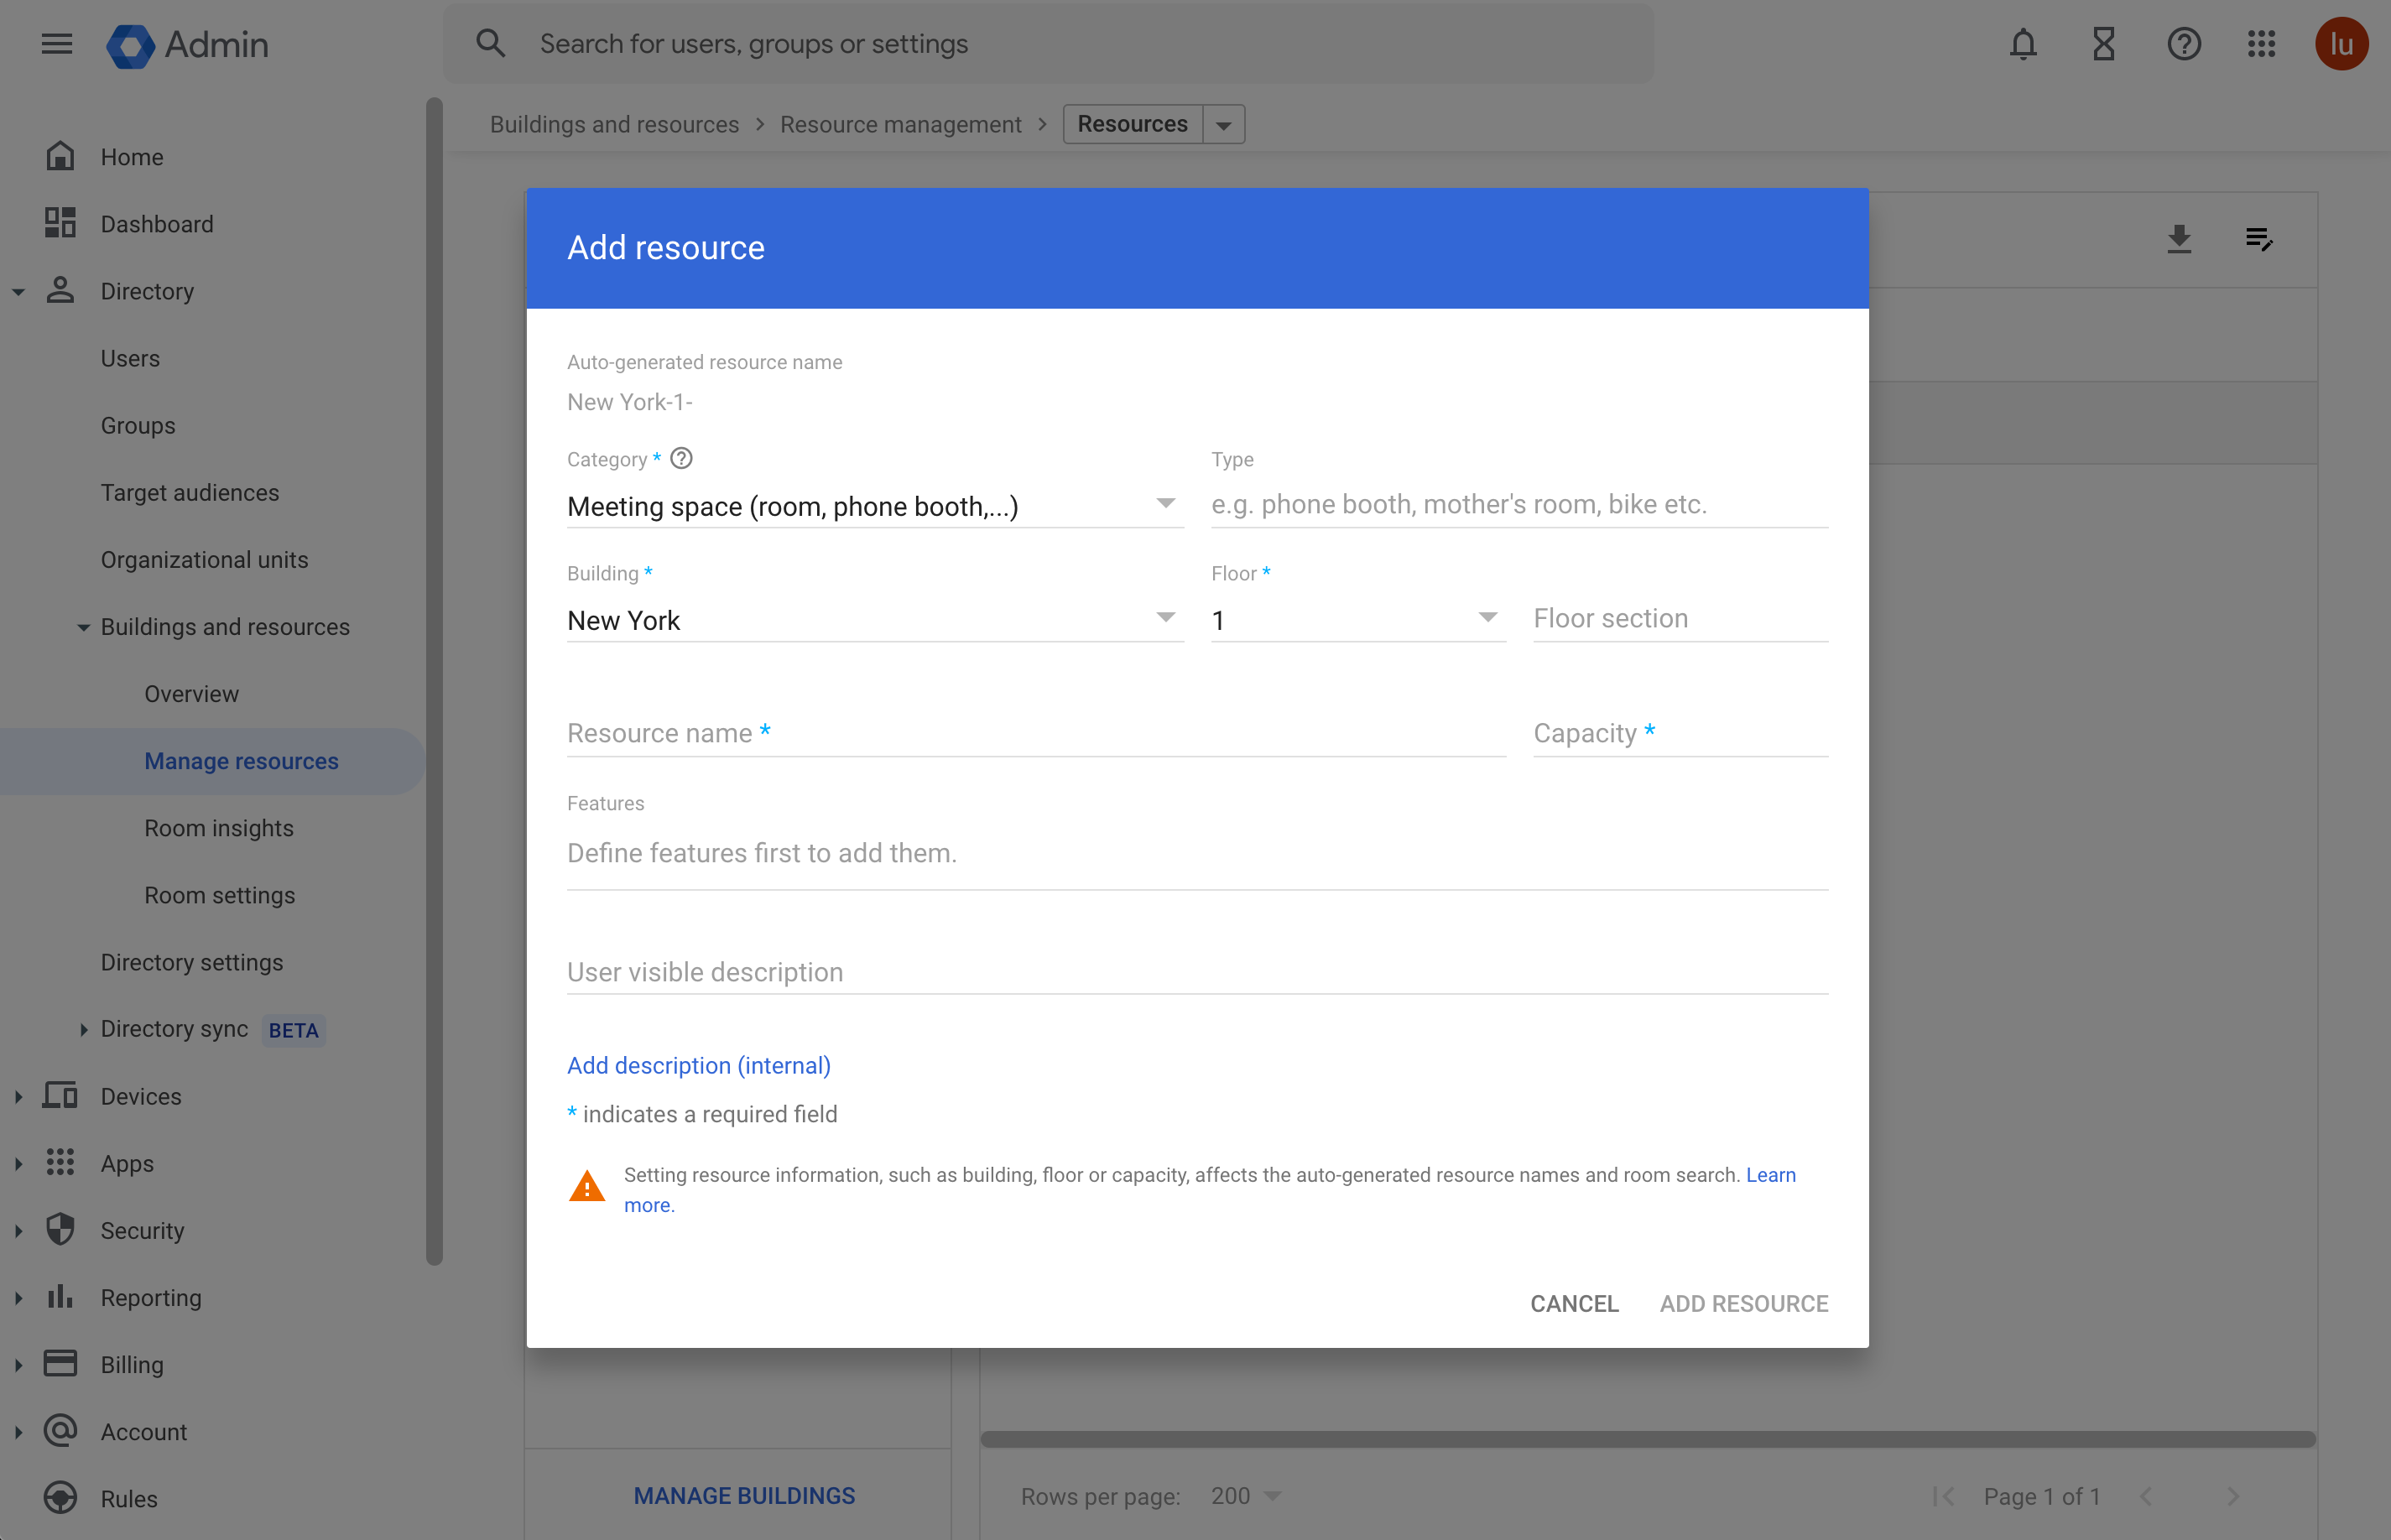 Admin
Search for users, groups or settings
lu
Buildings and resources
Resource management
Resources
Home
Dashboard
Directory
Users
Groups
Target audiences
Organizational units
Buildings and resources
Overview
Manage resources
Room insights
Room settings
Directory settings
Directory sync BETA
Devices
Apps
Security
Reporting
Billing
Account
Rules
Add resource
Auto-generated resource name
New York-1-
Category *
Type
Meeting space (room, phone booth,...)
e.g. phone booth, mother's room, bike etc.
Building *
Floor *
New York
1
Floor section
Resource name *
Capacity *
Features
Define features first to add them.
User visible description
Add description (internal)
* indicates a required field
Setting resource information, such as building, floor or capacity, affects the auto-generated resource names and room search. Learn
more.
CANCEL
ADD RESOURCE
MANAGE BUILDINGS
Rows per page: 200
Page 1 of 1